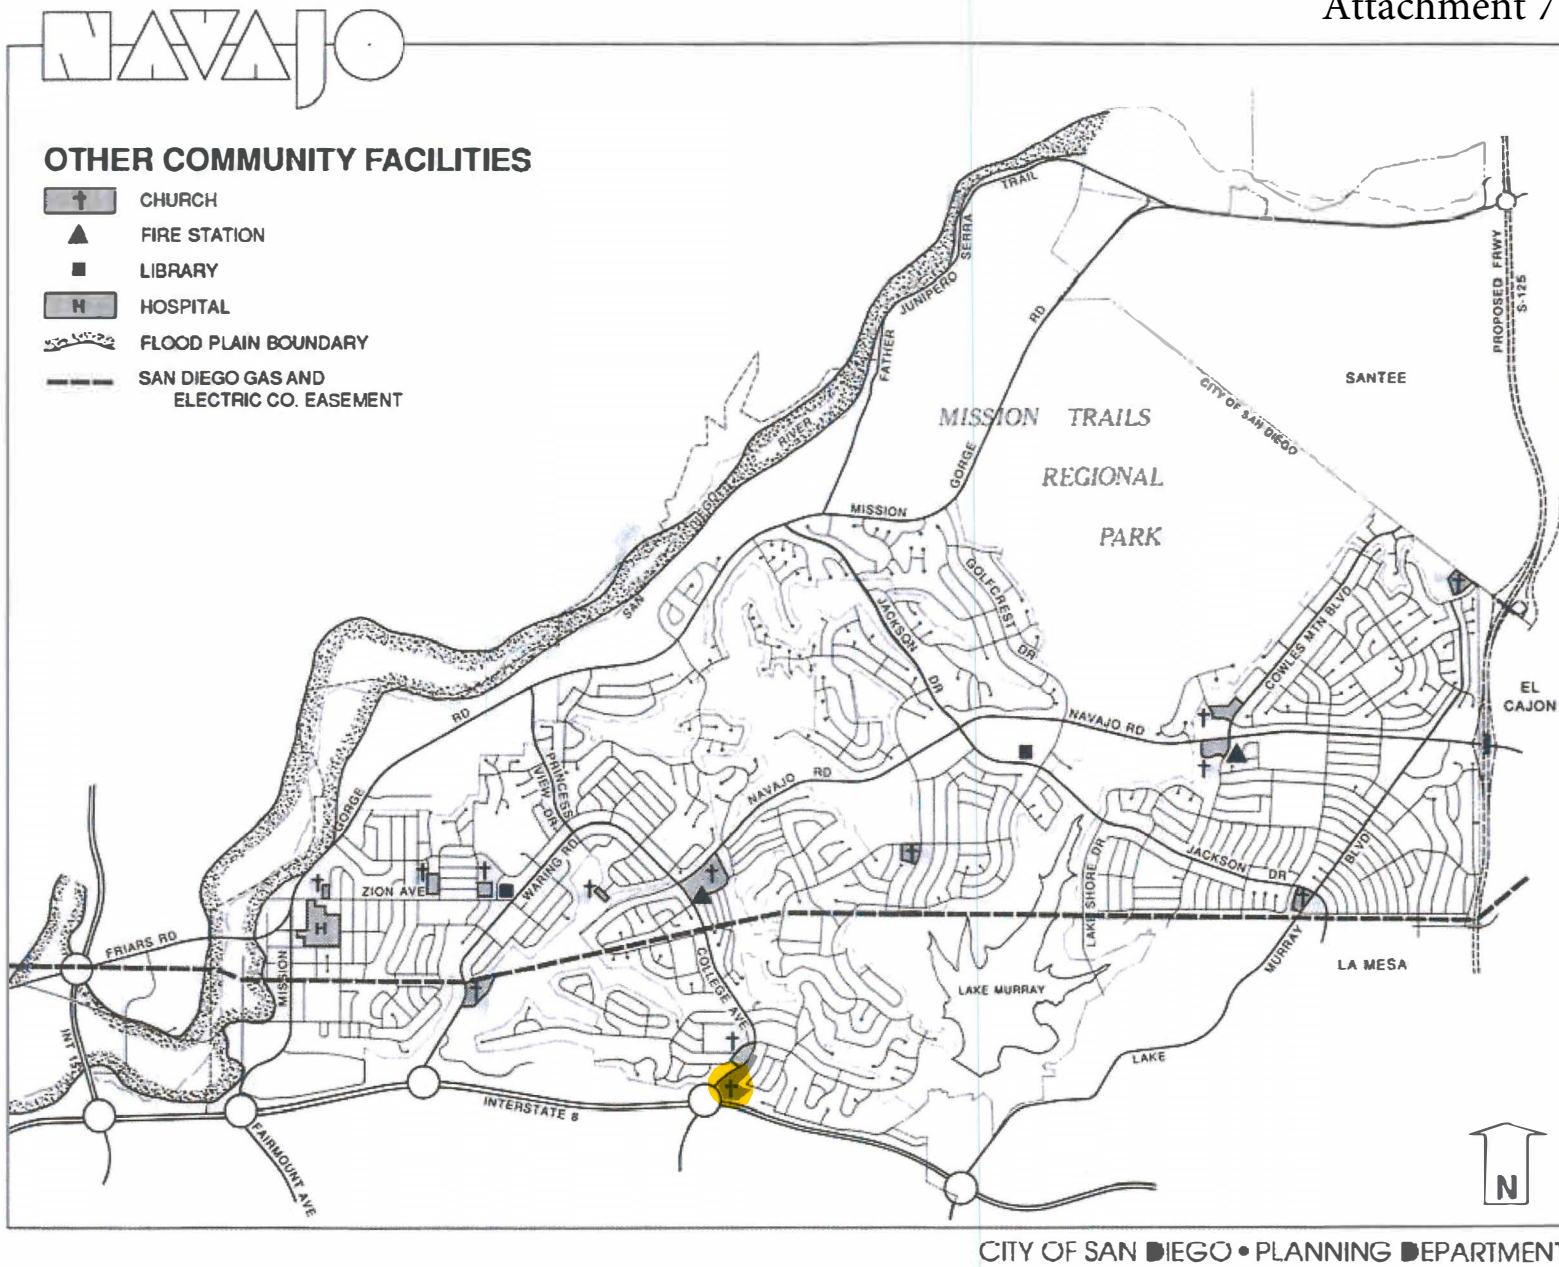 Attachment 7
NAVAJO
OTHER COMMUNITY FACILITIES
CHURCH
FIRE STATION
LIBRARY
H HOSPITAL
FLOOD PLAIN BOUNDARY
SAN DIEGO GAS AND
ELECTRIC CO. EASEMENT
TRAIL
SERRA
JUNIPERO
FATHER
RD
GORGE
MISSION
PROPOSED FRWY
S-125
SANTEE
CITY OF SAN DIEGO
MISSION TRAILS
REGIONAL
PARK
RIVER
DIEGO
SAN
GOLFCREST
DR
JACKSON
DR
COWLES MTN BLVD
EL
CAJON
NAVAJO RD
NAVAJO RD
RD
GORGE
PRINCESS
VIEW DR
WARING RD
ZION AVE
H
FRIARS RD
MISSION
COLLEGE AVE
LAKE SHORE DR
JACKSON DR
BLVD
MURRAY
LA MESA
LAKE MURRAY
LAKE
INT 15
INTERSTATE 8
FAIRMOUNT AVE
N
CITY OF SAN DIEGO • PLANNING DEPARTMENT